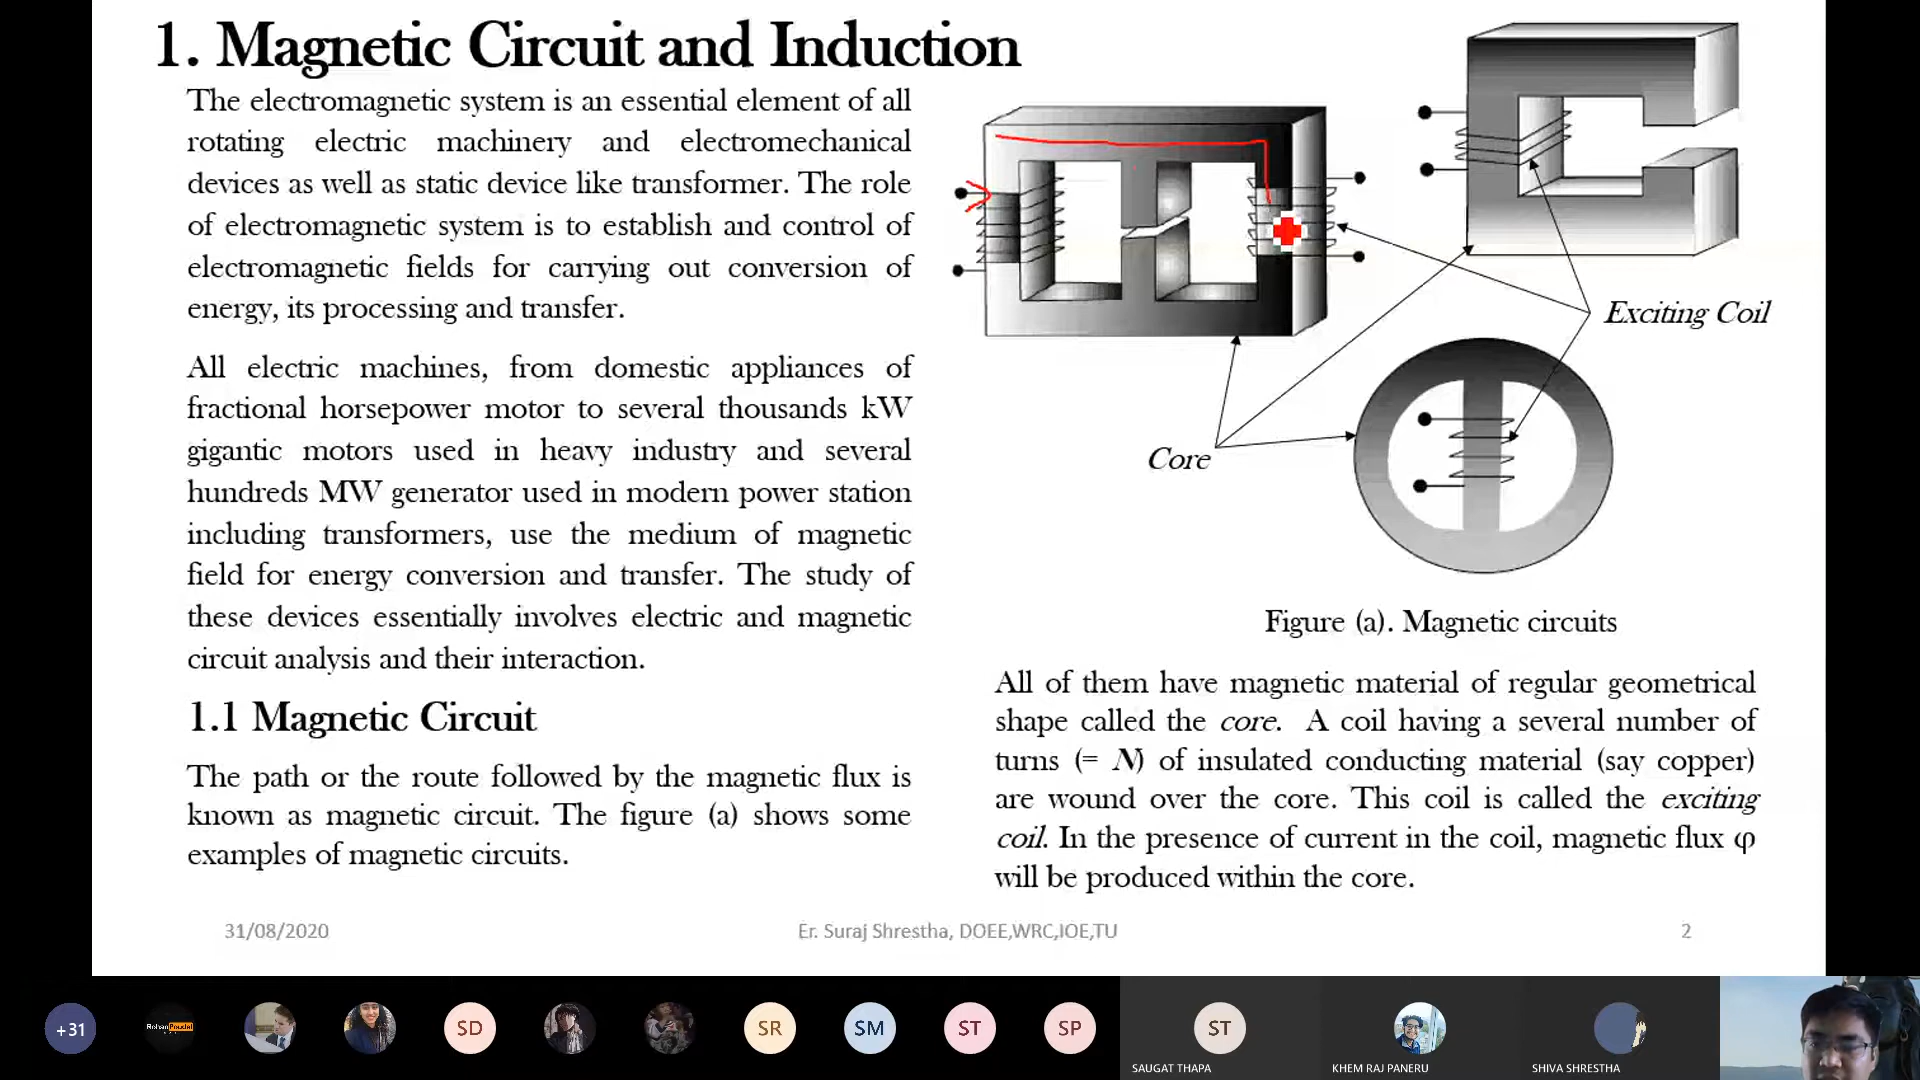 1. Magnetic Circuit and Induction
The electromagnetic system is an essential element of all
rotating electric machinery and electromechanical
devices as well as static device like transformer. The role
of electromagnetic system is to establish and control of
electromagnetic fields for carrying out conversion of
energy, its processing and transfer.
All electric machines, from domestic appliances of
fractional horsepower motor to several thousands kW
gigantic motors used in heavy industry and several
hundreds MW generator used in modern power station
including transformers, use the medium of magnetic
field for energy conversion and transfer. The study of
these devices essentially involves electric and magnetic
circuit analysis and their interaction.
1.1 Magnetic Circuit
The path or the route followed by the magnetic flux is
known as magnetic circuit. The figure (a) shows some
examples of magnetic circuits.
Exciting Coil
Core
Figure (a). Magnetic circuits
All of them have magnetic material of regular geometrical
shape called the core. A coil having a several number of
turns (= N) of insulated conducting material (say copper)
are wound over the core. This coil is called the exciting
coil. In the presence of current in the coil, magnetic flux φ
will be produced within the core.
31/08/2020
Er. Suraj Shrestha, DOEE,WRC,IOE,TU
2
+31
Rohan Poudel
SD
SR
SM
ST
SP
ST
SAUGAT THAPA
KHEM RAJ PANERU
SHIVA SHRESTHA